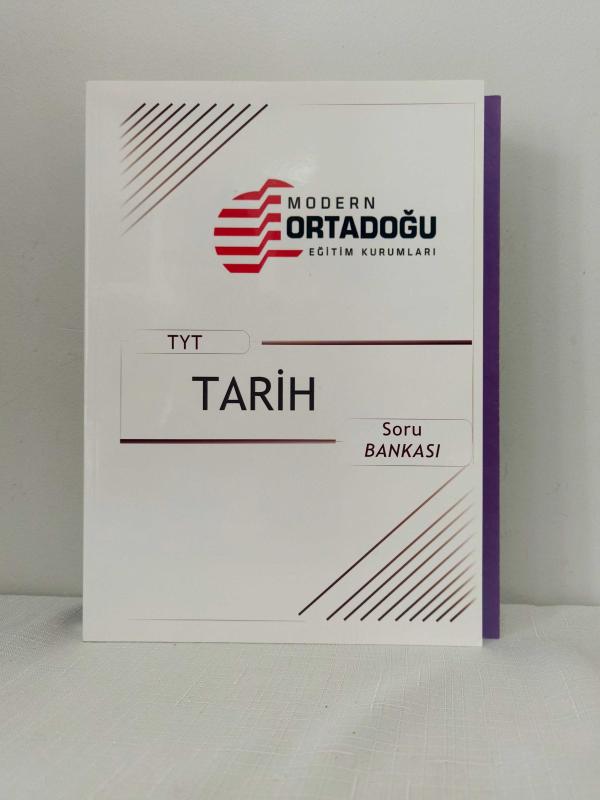 MODERN
ORTADOĞU
EĞİTİM KURUMLARI
TYT
TARİH
Soru
BANKASI